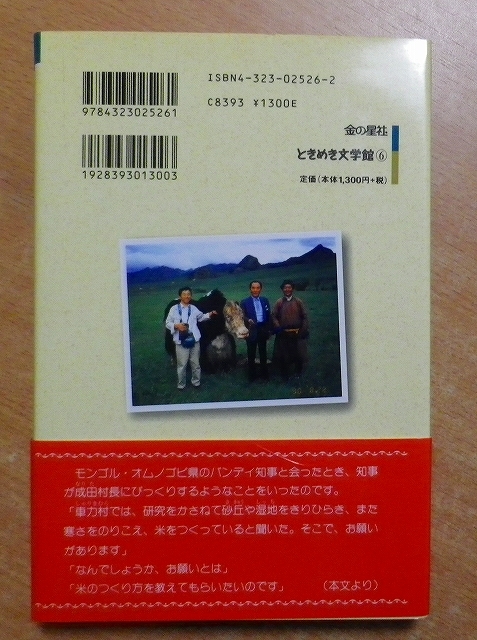 ISBN4-323-02526-2
C8393 ¥1300E
9784323025261
1928393013003
金の星社
ときめき文学館⑥
定価(本体1,300円+税)
モンゴル・オムノゴビ県のバンディ知事と会ったとき、知事
が成田村長にびっくりするようなことをいったのです。
「車力村では、研究をかさねて砂丘や湿地をきりひらき、また
寒さをのりこえ、米をつくっていると聞いた。そこで、お願い
があります」
「なんでしょうか、お願いとは」
「米のつくり方を教えてもらいたいのです」 (本文より)